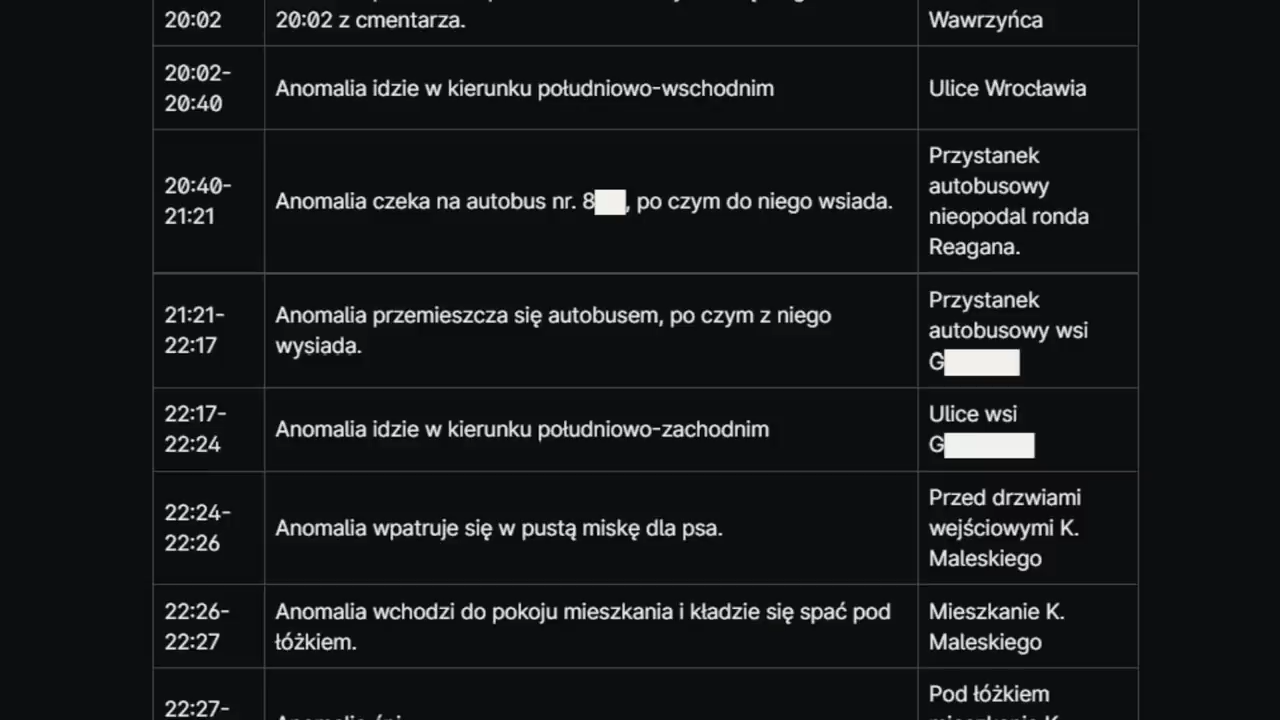 20:02
20:02 z cmentarza.
Wawrzyńca
20:02-
20:40
Anomalia idzie w kierunku południowo-wschodnim
Ulice Wrocławia
20:40-
21:21
Anomalia czeka na autobus nr. 8, po czym do niego wsiada.
Przystanek
autobusowy
nieopodal ronda
Reagana.
21:21-
22:17
Anomalia przemieszcza się autobusem, po czym z niego
wysiada.
Przystanek
autobusowy wsi
G
22:17-
22:24
Anomalia idzie w kierunku południowo-zachodnim
Ulice wsi
G
22:24-
22:26
Anomalia wpatruje się w pustą miskę dla psa.
Przed drzwiami
wejściowymi K.
Maleskiego
22:26-
22:27
Anomalia wchodzi do pokoju mieszkania i kładzie się spać pod
łóżkiem.
Mieszkanie K.
Maleskiego
22:27-
Pod łóżkiem